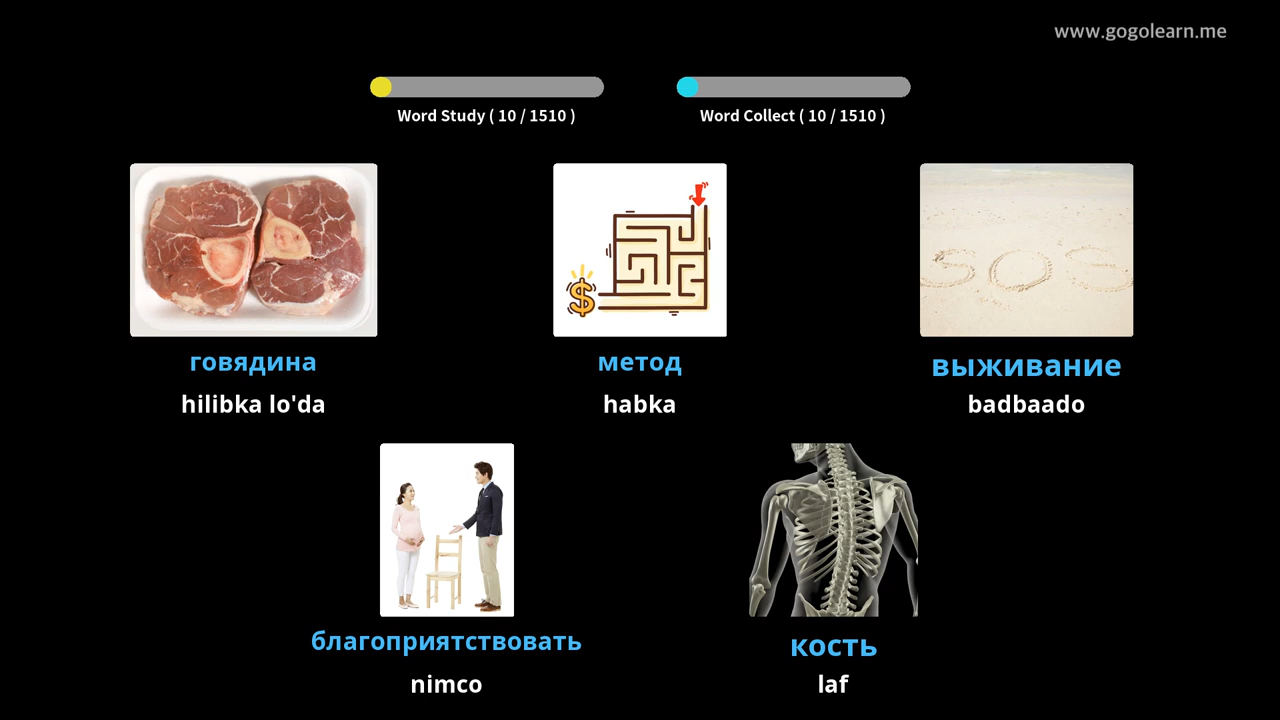 www.gogolearn.me
Word Study ( 10 / 1510 )
Word Collect ( 10 / 1510 )
SOS
говядина
метод
выживание
hilibka lo'da
habka
badbaado
$
благоприятствовать
кость
nimco
laf